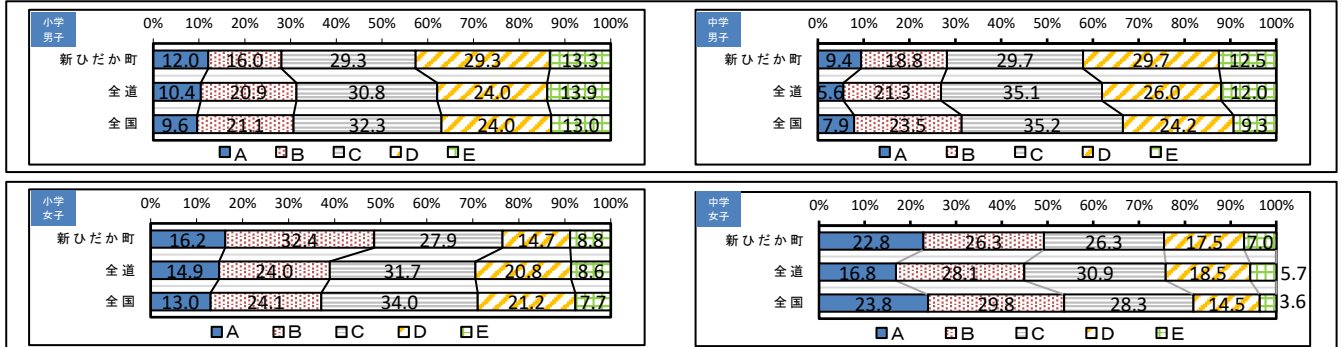 小学
男子
0% 10% 20% 30% 40% 50% 60% 70% 80% 90% 100%
新ひだか町 12.0 16.0 29.3 29.3 13.3
全道 10.4 20.9 30.8 24.0 13.9
全国 9.6 21.1 32.3 24.0 13.0
A B C D E
中学
男子
0% 10% 20% 30% 40% 50% 60% 70% 80% 90% 100%
新ひだか町 9.4 18.8 29.7 29.7 12.5
全道 5.6 21.3 35.1 26.0 12.0
全国 7.9 23.5 35.2 24.2 9.3
A B C D E
小学
女子
0% 10% 20% 30% 40% 50% 60% 70% 80% 90% 100%
新ひだか町 16.2 32.4 27.9 14.7 8.8
全道 14.9 24.0 31.7 20.8 8.6
全国 13.0 24.1 34.0 21.2 7.7
A B C D E
中学
女子
0% 10% 20% 30% 40% 50% 60% 70% 80% 90% 100%
新ひだか町 22.8 26.3 26.3 17.5 7.0
全道 16.8 28.1 30.9 18.5 5.7
全国 23.8 29.8 28.3 14.5 3.6
A B C D E